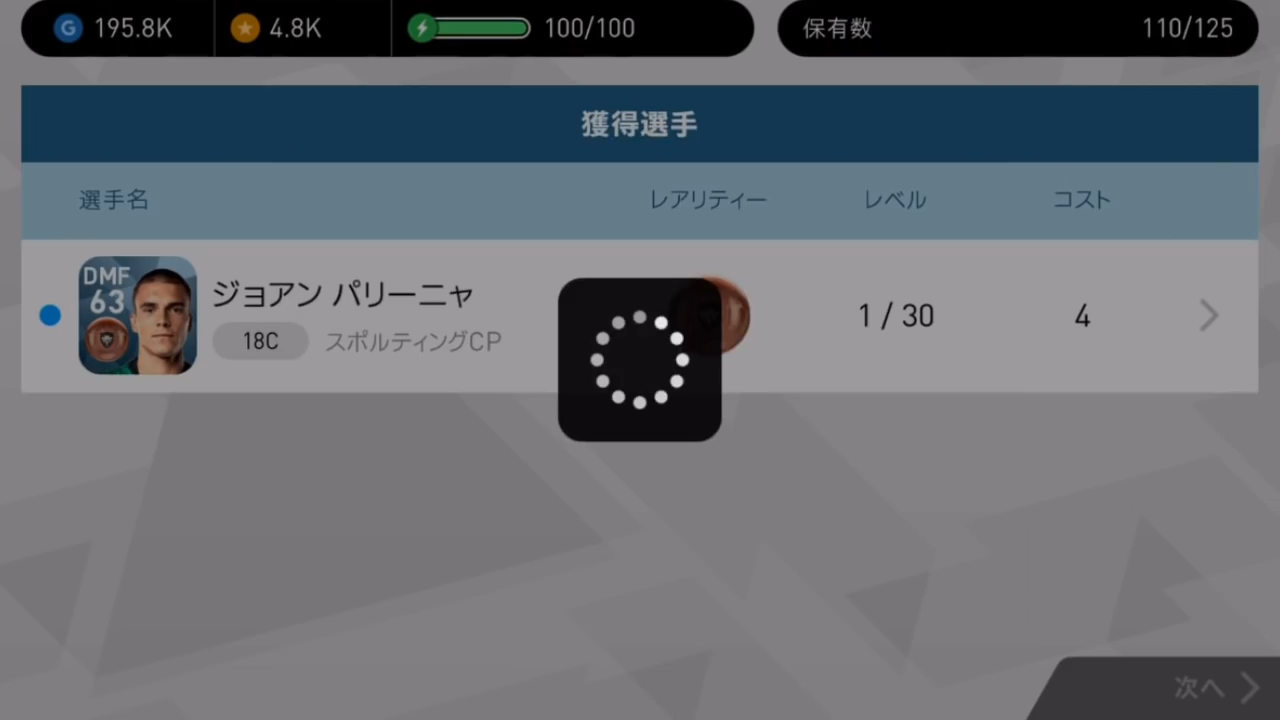 G 195.8K 4.8K 100/100 保有数 110/125
獲得選手
選手名 レアリティー レベル コスト
DMF
63
ジョアン パリーニャ
18C スポルティングCP
1 / 30 4
次へ